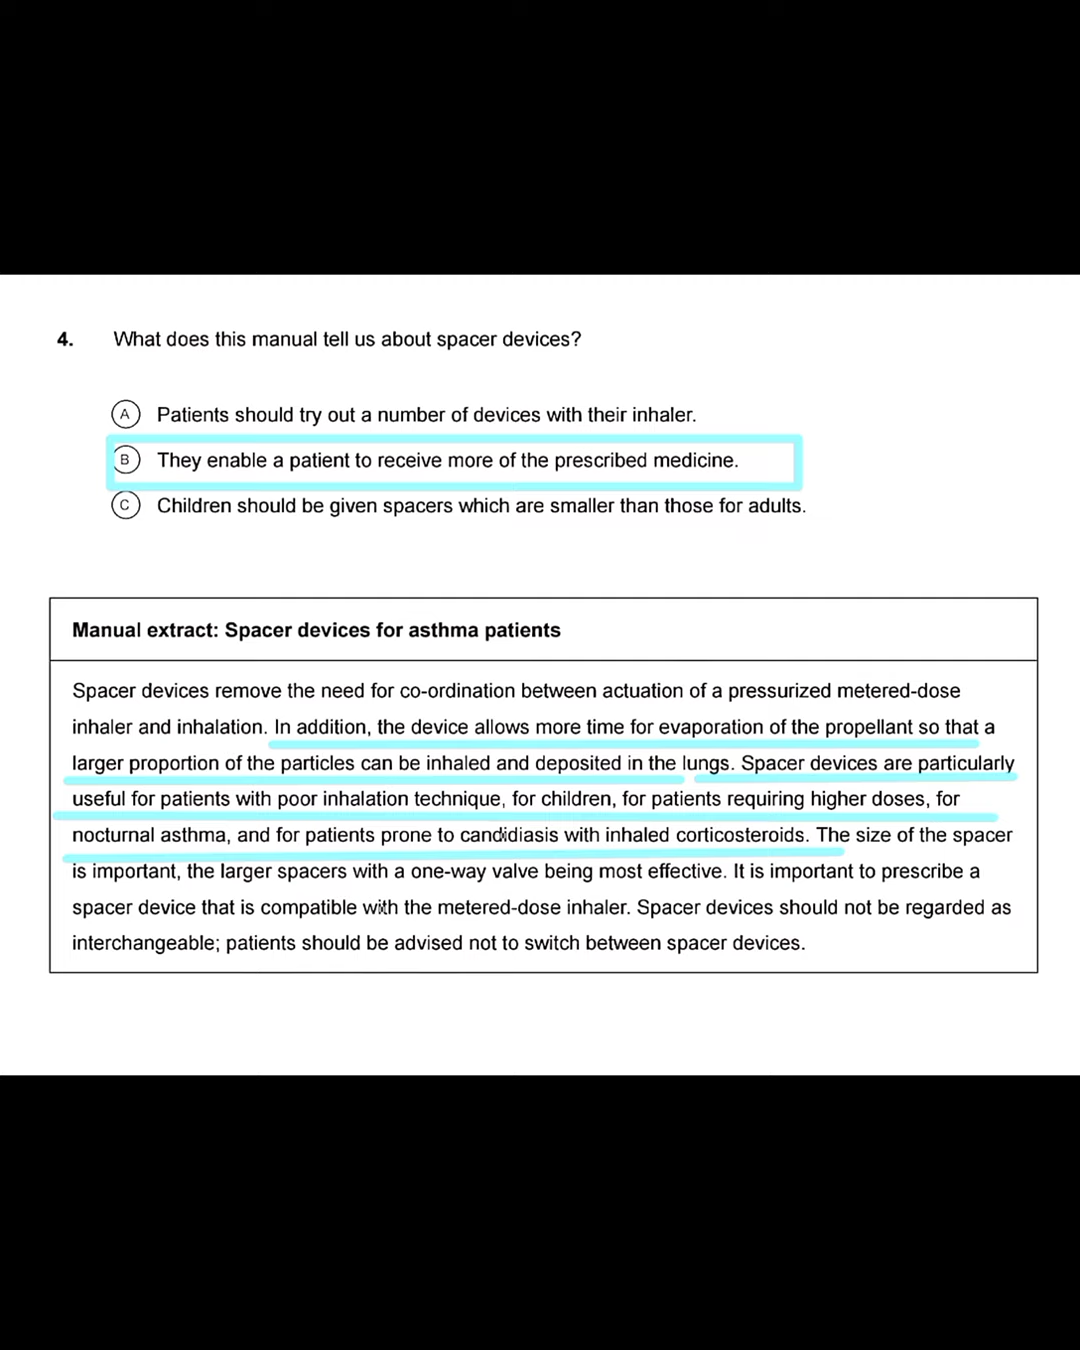 4. What does this manual tell us about spacer devices?
A Patients should try out a number of devices with their inhaler.
B They enable a patient to receive more of the prescribed medicine.
C Children should be given spacers which are smaller than those for adults.
Manual extract: Spacer devices for asthma patients
Spacer devices remove the need for co-ordination between actuation of a pressurized metered-dose
inhaler and inhalation. In addition, the device allows more time for evaporation of the propellant so that a
larger proportion of the particles can be inhaled and deposited in the lungs. Spacer devices are particularly
useful for patients with poor inhalation technique, for children, for patients requiring higher doses, for
nocturnal asthma, and for patients prone to candidiasis with inhaled corticosteroids. The size of the spacer
is important, the larger spacers with a one-way valve being most effective. It is important to prescribe a
spacer device that is compatible with the metered-dose inhaler. Spacer devices should not be regarded as
interchangeable; patients should be advised not to switch between spacer devices.